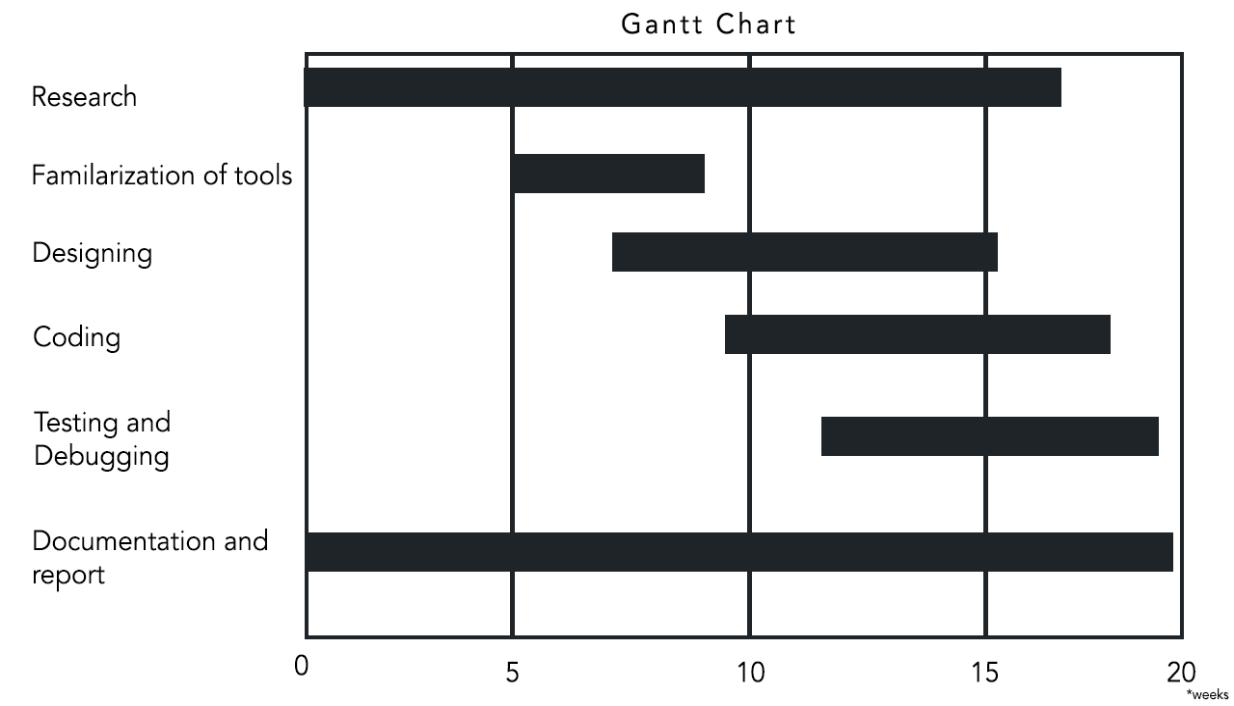 Gantt Chart
Research
Familarization of tools
Designing
Coding
Testing and
Debugging
Documentation and
report
0
5
10
15
20
*weeks